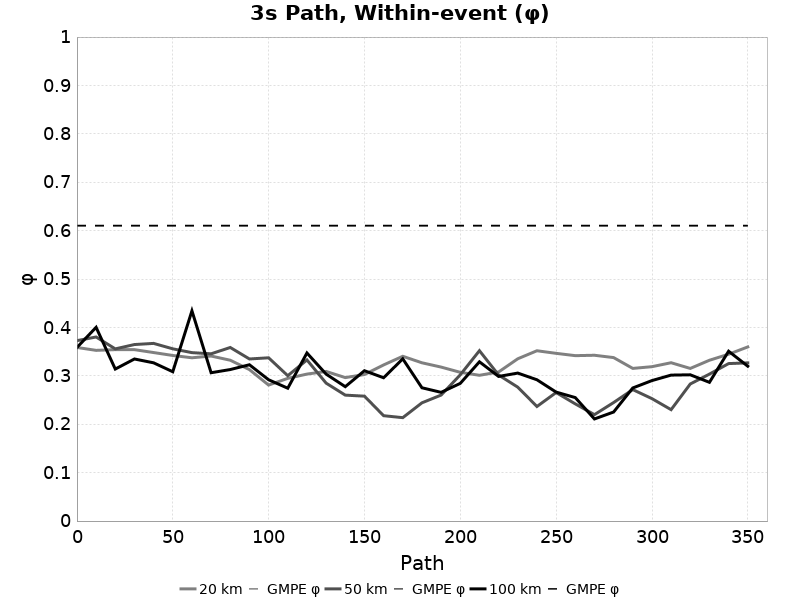 3s Path, Within-event (φ)
1
0.9
0.8
0.7
0.6
0.5
0.4
0.3
0.2
0.1
0
φ
0 50 100 150 200 250 300 350
Path
20 km GMPE φ 50 km GMPE φ 100 km GMPE φ